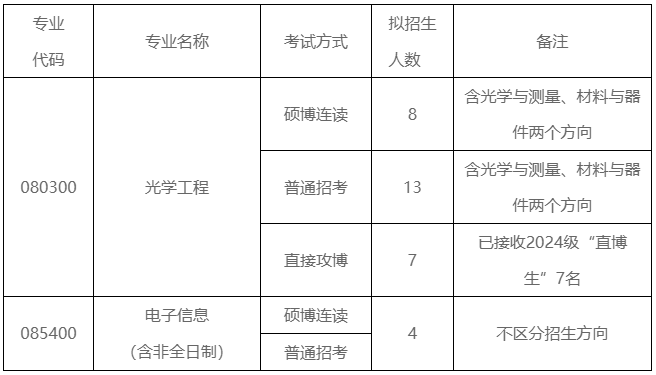 专业
代码
专业名称
考试方式
拟招生
人数
备注
080300
光学工程
硕博连读
8
含光学与测量、材料与器
件两个方向
普通招考
13
含光学与测量、材料与器
件两个方向
直接攻博
7
已接收2024级“直博
生”7名
085400
电子信息
（含非全日制）
硕博连读
普通招考
4
不区分招生方向